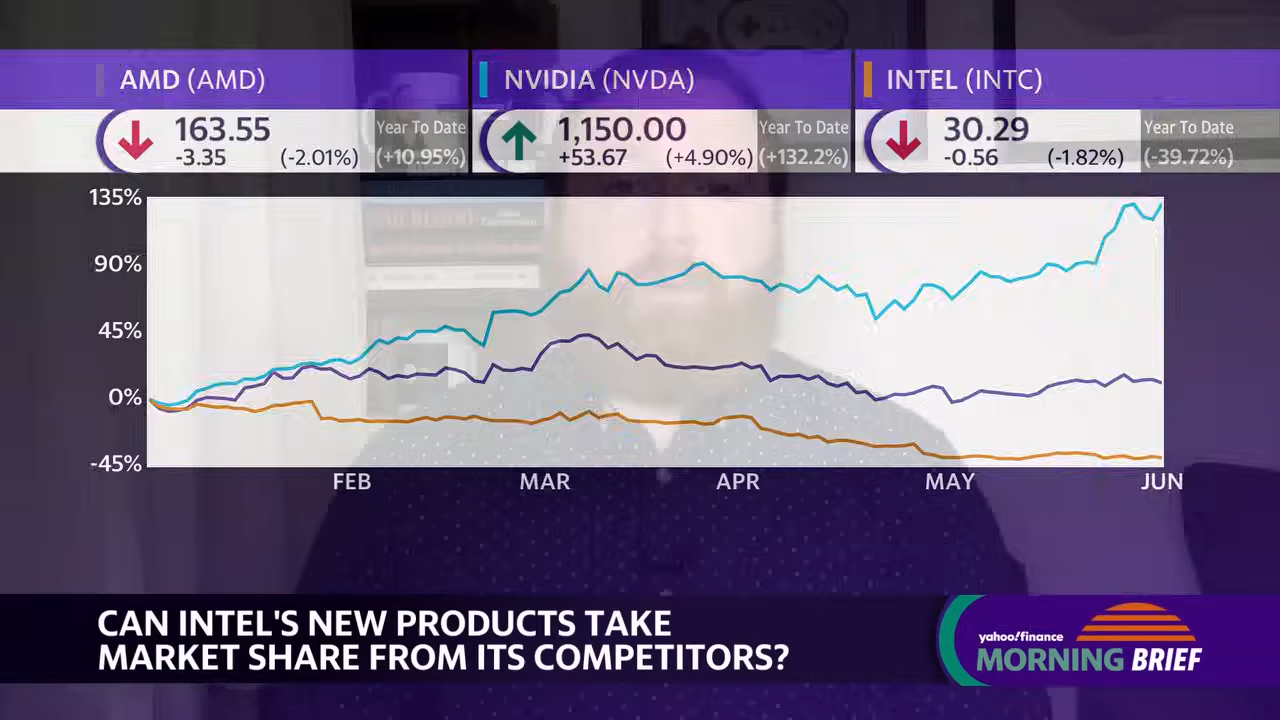 AMD (AMD)
163.55
-3.35 (-2.01%)
Year To Date
(+10.95%)
NVIDIA (NVDA)
1,150.00
+53.67 (+4.90%)
Year To Date
(+132.2%)
INTEL (INTC)
30.29
-0.56 (-1.82%)
Year To Date
(-39.72%)
135%
90%
45%
0%
-45%
FEB MAR APR MAY JUN
CAN INTEL'S NEW PRODUCTS TAKE
MARKET SHARE FROM ITS COMPETITORS?
yahoo!finance
MORNING BRIEF